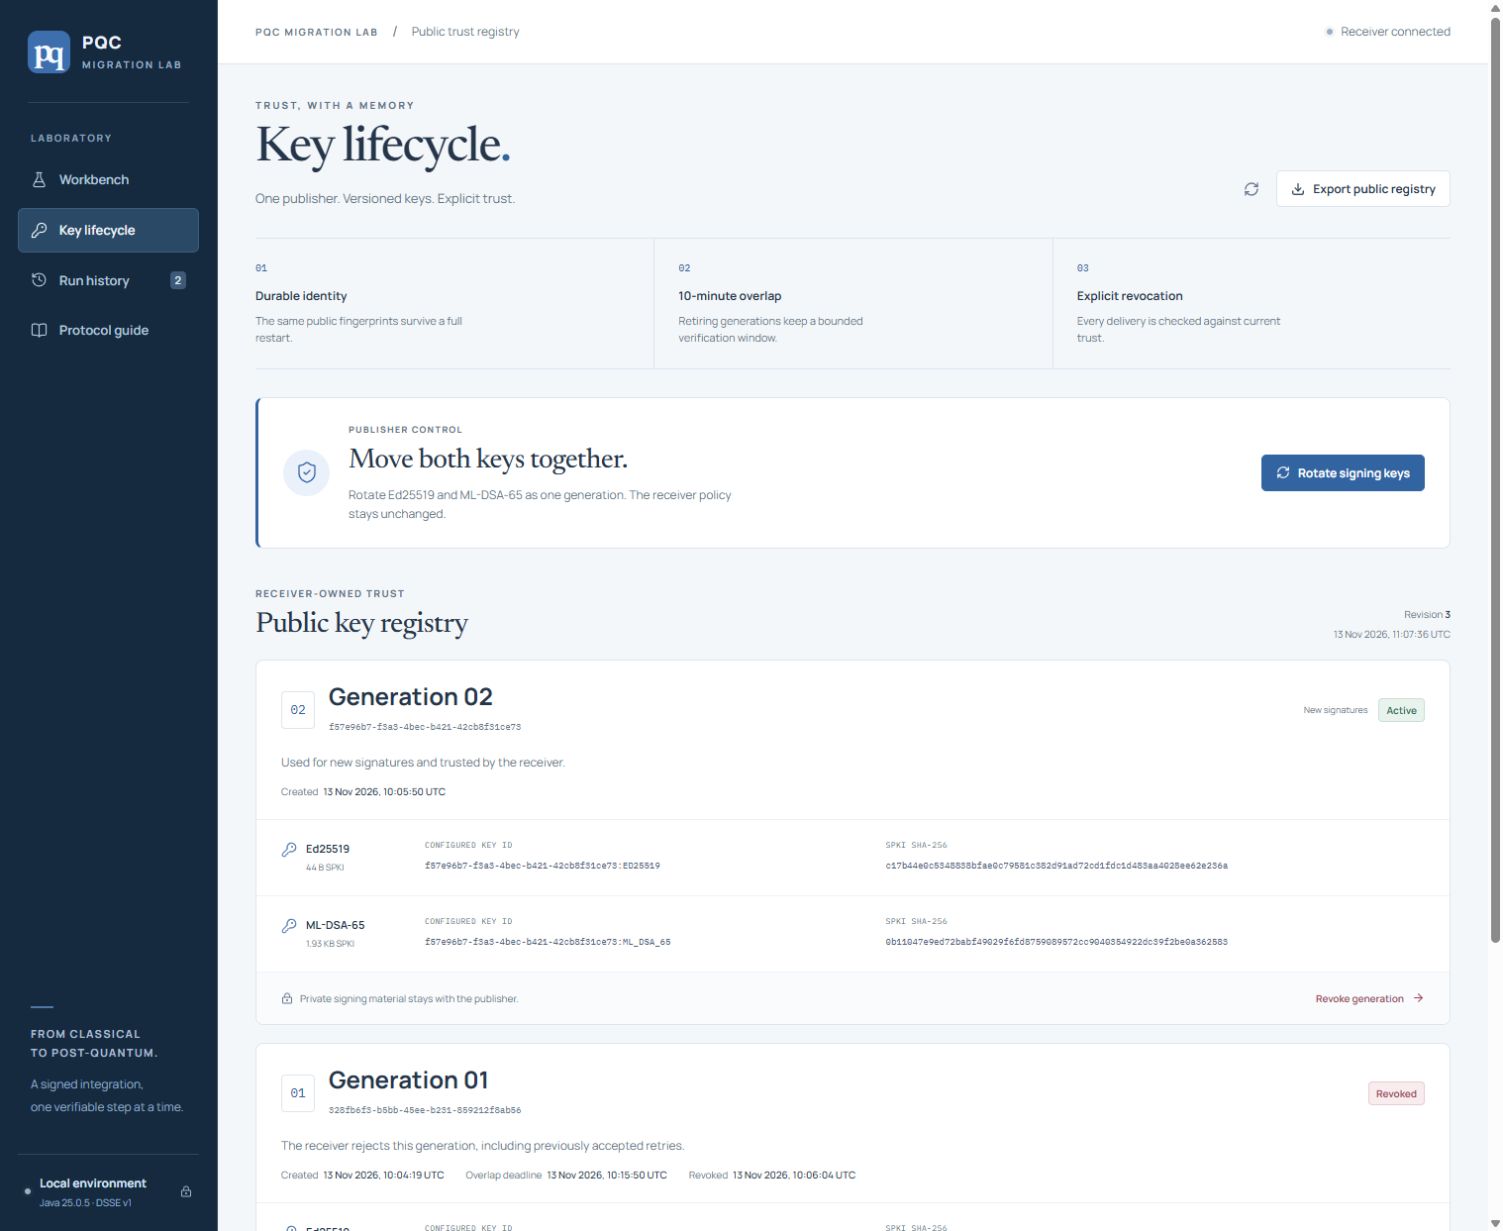 pq
PQC
MIGRATION LAB
LABORATORY
Workbench
Key lifecycle
Run history 2
Protocol guide
FROM CLASSICAL
TO POST-QUANTUM.
A signed integration,
one verifiable step at a time.
Local environment
Java 25.0.5 · DSSE v1
PQC MIGRATION LAB / Public trust registry
Receiver connected
TRUST, WITH A MEMORY
Key lifecycle.
One publisher. Versioned keys. Explicit trust.
Export public registry
01
Durable identity
The same public fingerprints survive a full
restart.
02
10-minute overlap
Retiring generations keep a bounded
verification window.
03
Explicit revocation
Every delivery is checked against current
trust.
PUBLISHER CONTROL
Move both keys together.
Rotate Ed25519 and ML-DSA-65 as one generation. The receiver policy
stays unchanged.
Rotate signing keys
RECEIVER-OWNED TRUST
Public key registry
Revision 3
13 Nov 2026, 11:07:36 UTC
02
Generation 02
f57e96b7-f3a3-4bec-b421-42cb8f31ce73
New signatures Active
Used for new signatures and trusted by the receiver.
Created 13 Nov 2026, 10:05:50 UTC
Ed25519
44 B SPKI
CONFIGURED KEY ID
f57e96b7-f3a3-4bec-b421-42cb8f31ce73:ED25519
SPKI SHA-256
ML-DSA-65
1.93 KB SPKI
CONFIGURED KEY ID
f57e96b7-f3a3-4bec-b421-42cb8f31ce73:ML_DSA_65
SPKI SHA-256
Private signing material stays with the publisher.
Revoke generation
01
Generation 01
328fb6f3-b5bb-45ee-b231-859212f8ab56
Revoked
The receiver rejects this generation, including previously accepted retries.
Created 13 Nov 2026, 10:04:19 UTC Overlap deadline 13 Nov 2026, 10:15:50 UTC Revoked 13 Nov 2026, 10:06:04 UTC
Ed25519
CONFIGURED KEY ID
SPKI SHA-256